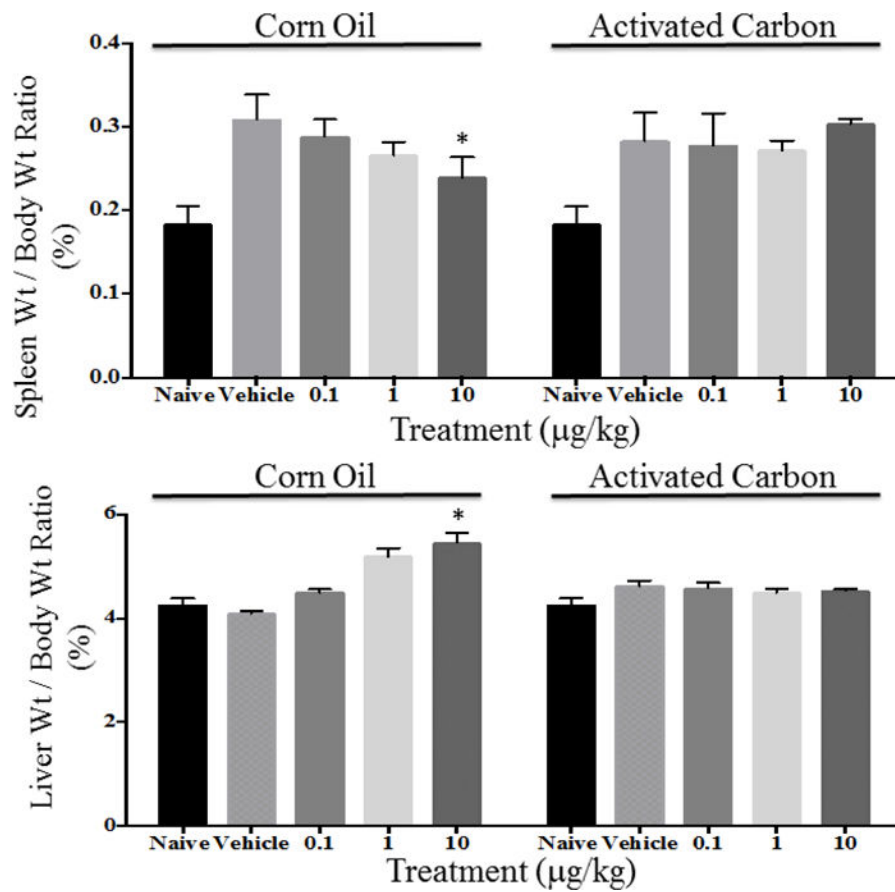 Corn Oil Activated Carbon
Spleen Wt / Body Wt Ratio
(%)
0.4
0.3
0.2
0.1
0.0
*
Naive Vehicle 0.1 1 10 Naive Vehicle 0.1 1 10
Treatment (µg/kg)
Corn Oil Activated Carbon
Liver Wt / Body Wt Ratio
(%)
6
4
2
0
*
Naive Vehicle 0.1 1 10 Naive Vehicle 0.1 1 10
Treatment (µg/kg)